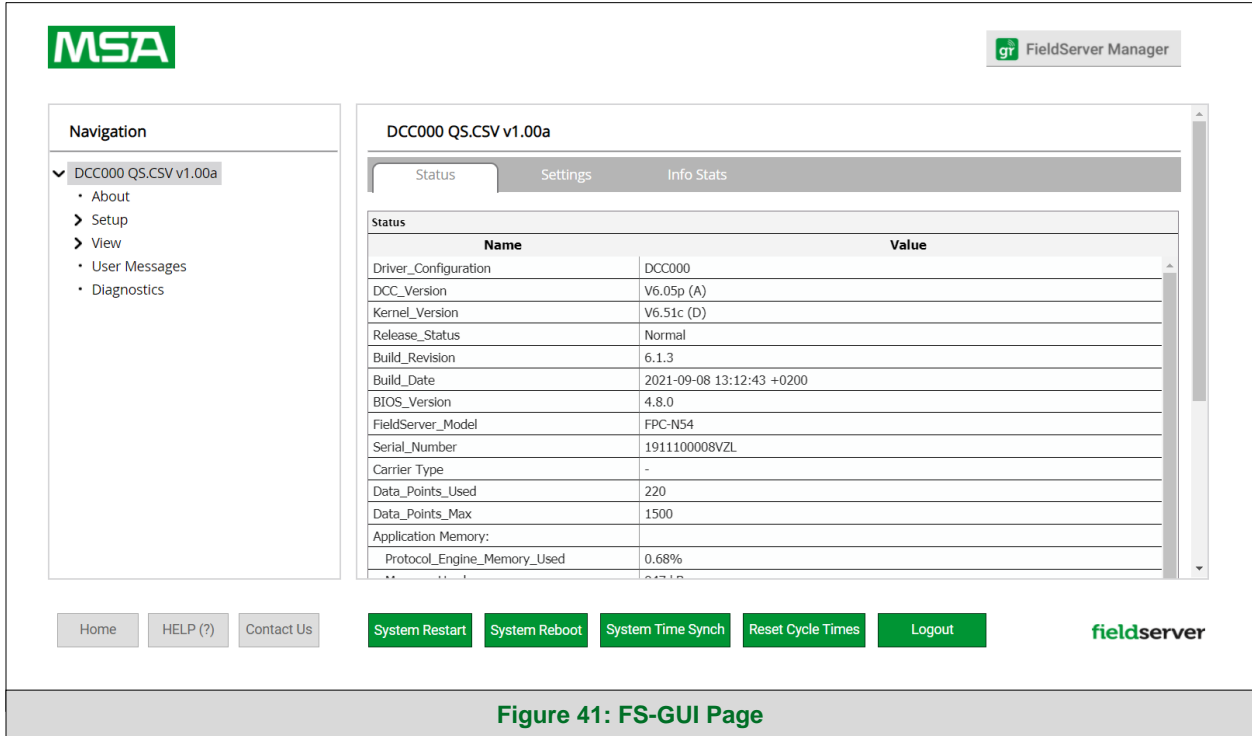 MSA
gr FieldServer Manager
Navigation
DCC000 QS.CSV v1.00a
About
Setup
View
User Messages
Diagnostics
DCC000 QS.CSV v1.00a
Status Settings Info Stats
Status
Name Value
Driver_Configuration DCC000
DCC_Version V6.05p (A)
Kernel_Version V6.51c (D)
Release_Status Normal
Build_Revision 6.1.3
Build_Date 2021-09-08 13:12:43 +0200
BIOS_Version 4.8.0
FieldServer_Model FPC-N54
Serial_Number 1911100008VZL
Carrier Type -
Data_Points_Used 220
Data_Points_Max 1500
Application Memory:
Protocol_Engine_Memory_Used 0.68%
Home HELP (?) Contact Us System Restart System Reboot System Time Synch Reset Cycle Times Logout fieldserver
Figure 41: FS-GUI Page